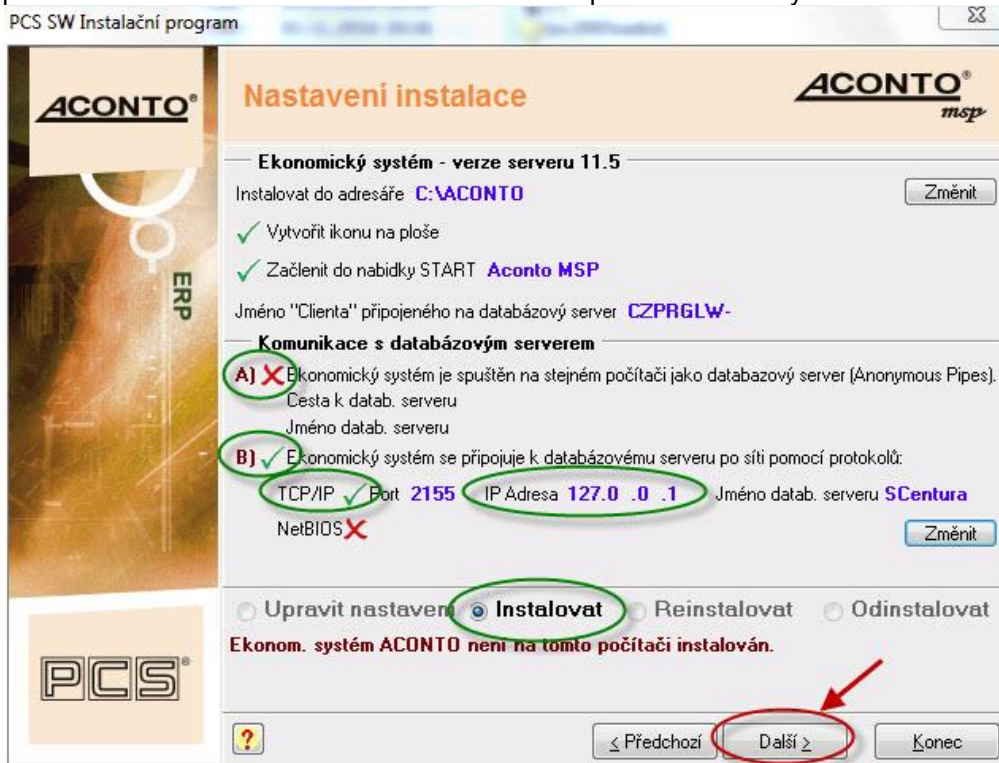 PCS SW Instalační program
ACONTO®
Nastavení instalace
ACONTO®
msp
Ekonomický systém - verze serveru 11.5
Instalovat do adresáře C:\ACONTO
Změnit
Vytvořit ikonu na ploše
Začlenit do nabidky START Aconto MSP
Jméno "Clienta" připojeného na databázový server CZPRGLW-
ERP
Komunikace s databázovým serverem
A) Ekonomický systém je spuštěn na stejném počítači jako databazový server (Anonymous Pipes).
Cesta k datab. serveru
Jméno datab. serveru
B) Ekonomický systém se připojuje k databázovému serveru po síti pomocí protokolů:
TCP/IP Port 2155 IP Adresa 127.0 .0 .1 Jméno datab. serveru SCentura
NetBIOS
Změnit
Upravit nastavení Instalovat Reinstalovat Odinstalovat
Ekonom. systém ACONTO není na tomto počítači instalován.
PCS®
? < Předchozí Další > Konec